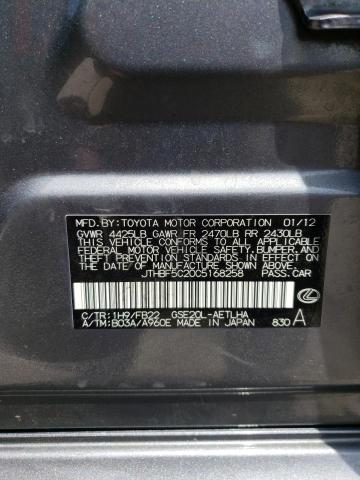 MFD.BY:TOYOTA MOTOR CORPORATION 01/12
GVWR 4425LB GAWR FR 2470LB RR 2430LB
THIS VEHICLE CONFORMS TO ALL APPLICABLE
FEDERAL MOTOR VEHICLE SAFETY, BUMPER, AND
THEFT PREVENTION STANDARDS IN EFFECT ON
THE DATE OF MANUFACTURE SHOWN ABOVE.
JTHBF5C20C5168258 PASS.CAR
C/TR:1H9/FB22 GSE20L-AETLHA
A/TM:B03A/A960E MADE IN JAPAN 830 A